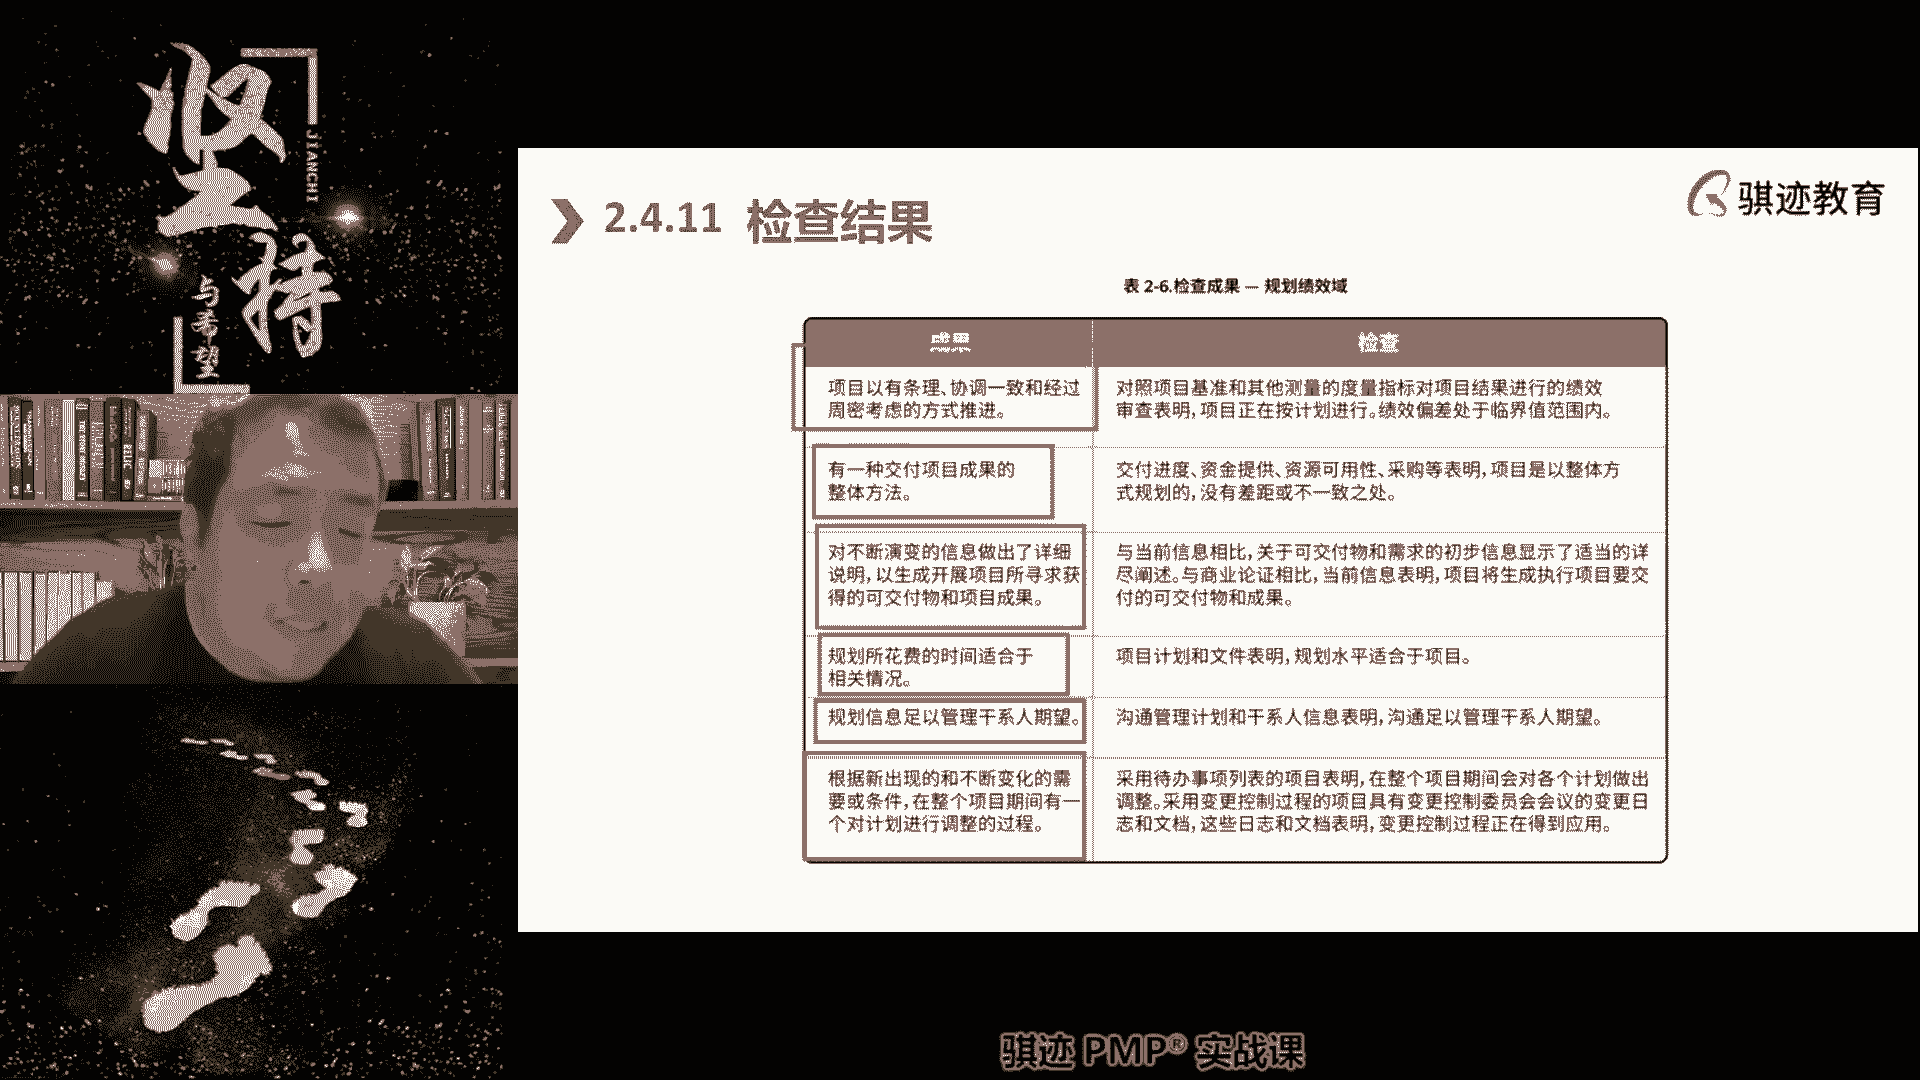 坚持
JIANCHI
与希望
2.4.11 检查结果
骐迹教育
表 2-6.检查成果 — 规划绩效域
成果
检查
项目以有条理、协调一致和经过
周密考虑的方式推进。
对照项目基准和其他测量的度量指标对项目结果进行的绩效
审查表明,项目正在按计划进行。绩效偏差处于临界值范围内。
有一种交付项目成果的
整体方法。
交付进度、资金提供、资源可用性、采购等表明,项目是以整体方
式规划的,没有差距或不一致之处。
对不断演变的信息做出了详细
说明,以生成开展项目所寻求获
得的可交付物和项目成果。
与当前信息相比,关于可交付物和需求的初步信息显示了适当的详
尽阐述。与商业论证相比,当前信息表明,项目将生成执行项目要交
付的可交付物和成果。
规划所花费的时间适合于
相关情况。
项目计划和文件表明,规划水平适合于项目。
规划信息足以管理干系人期望。
沟通管理计划和干系人信息表明,沟通足以管理干系人期望。
根据新出现的和不断变化的需
要或条件,在整个项目期间有一
个对计划进行调整的过程。
采用待办事项列表的项目表明,在整个项目期间会对各个计划做出
调整。采用变更控制过程的项目具有变更控制委员会会议的变更日
志和文档,这些日志和文档表明,变更控制过程正在得到应用。
骐迹 PMP® 实战课